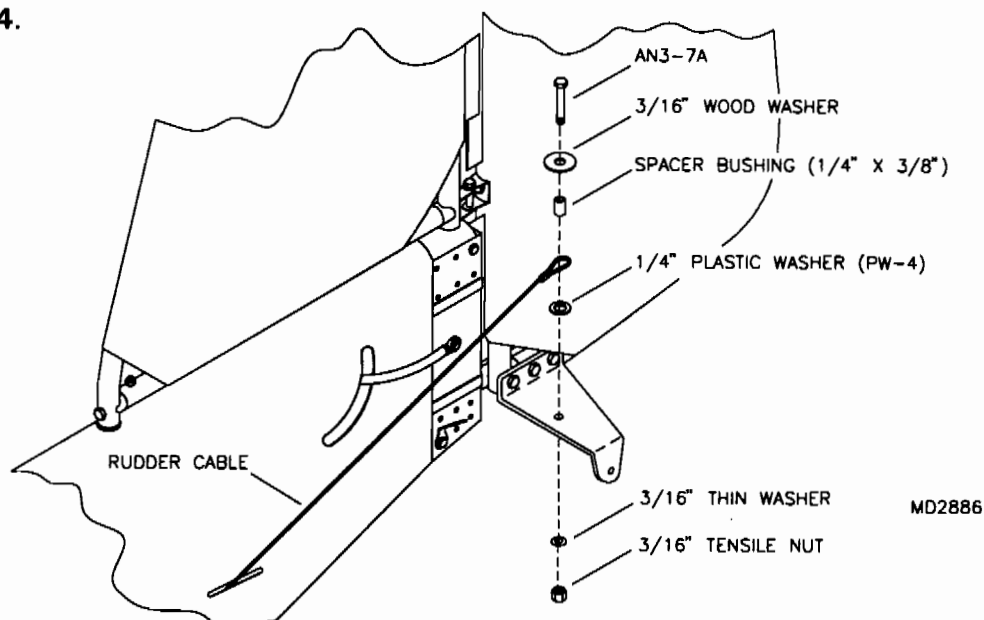 4.
AN3-7A
3/16" WOOD WASHER
SPACER BUSHING (1/4" X 3/8")
1/4" PLASTIC WASHER (PW-4)
RUDDER CABLE
3/16" THIN WASHER
MD2886
3/16" TENSILE NUT